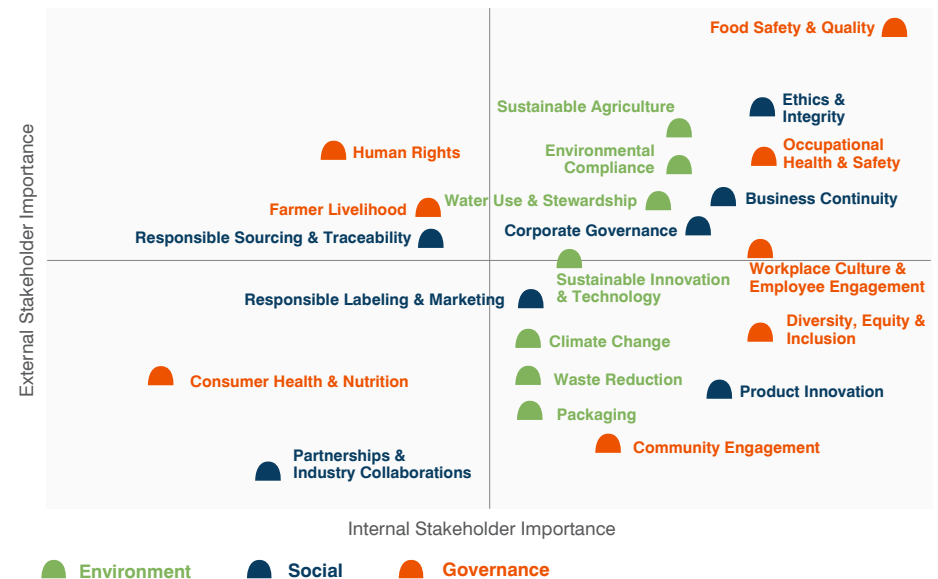 Food Safety & Quality
Ethics &
Integrity
Sustainable Agriculture
Occupational
Health & Safety
Human Rights
Environmental
Compliance
Business Continuity
Water Use & Stewardship
Farmer Livelihood
Corporate Governance
Responsible Sourcing & Traceability
Workplace Culture &
Employee Engagement
Sustainable Innovation
& Technology
Responsible Labeling & Marketing
Diversity, Equity &
Inclusion
Climate Change
Waste Reduction
Consumer Health & Nutrition
Product Innovation
Packaging
Community Engagement
Partnerships &
Industry Collaborations
External Stakeholder Importance
Internal Stakeholder Importance
Environment
Social
Governance